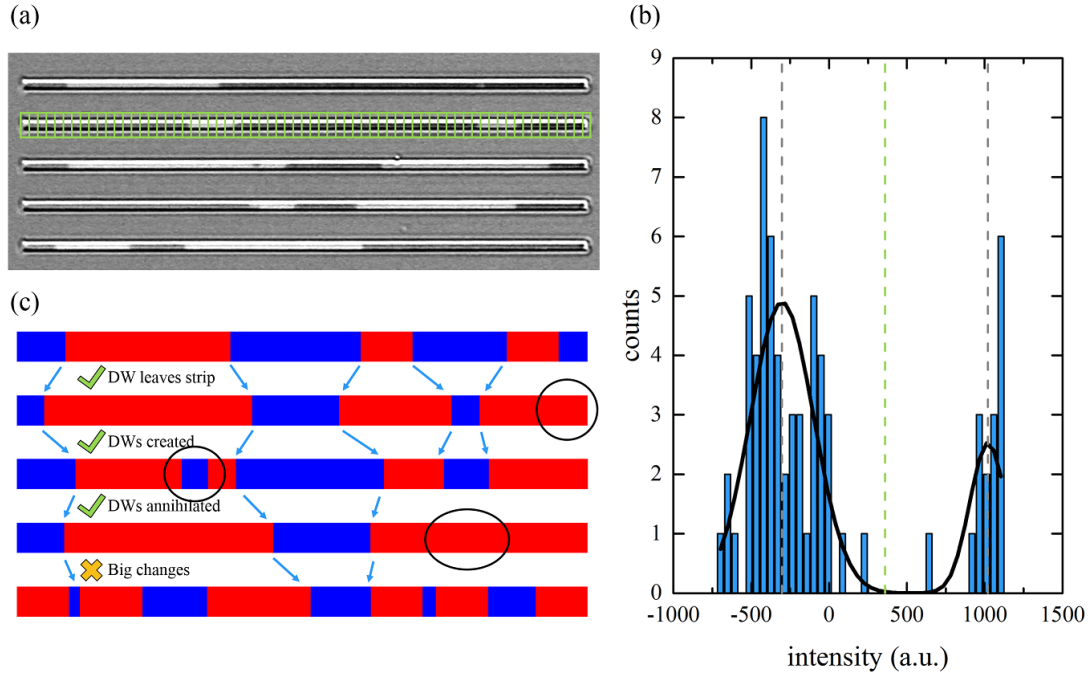 (a)
(b)
9
8
7
6
5
4
3
2
1
0
counts
-1000
-500
0
500
1000
1500
intensity (a.u.)
(c)
DW leaves strip
DWs created
DWs annihilated
Big changes